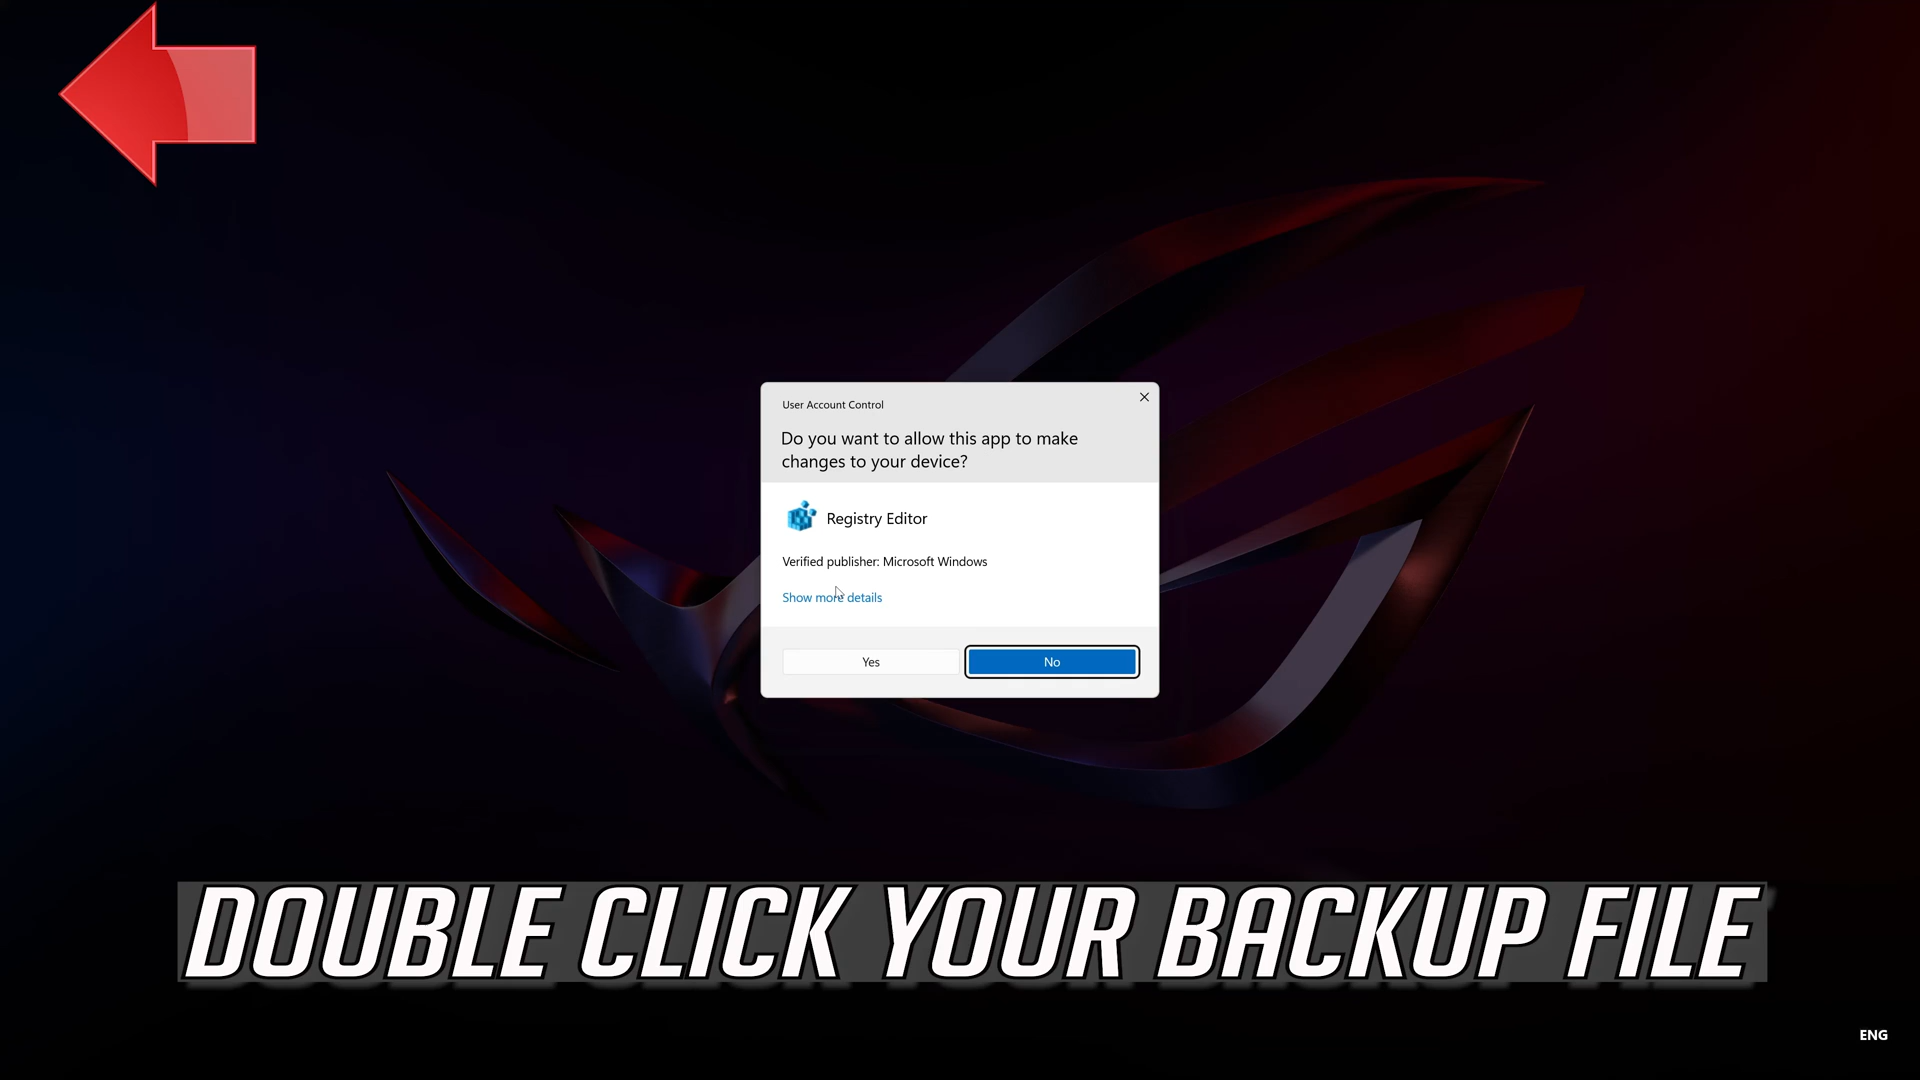 User Account Control
Do you want to allow this app to make
changes to your device?
Registry Editor
Verified publisher: Microsoft Windows
Show more details
Yes
No
DOUBLE CLICK YOUR BACKUP FILE
ENG